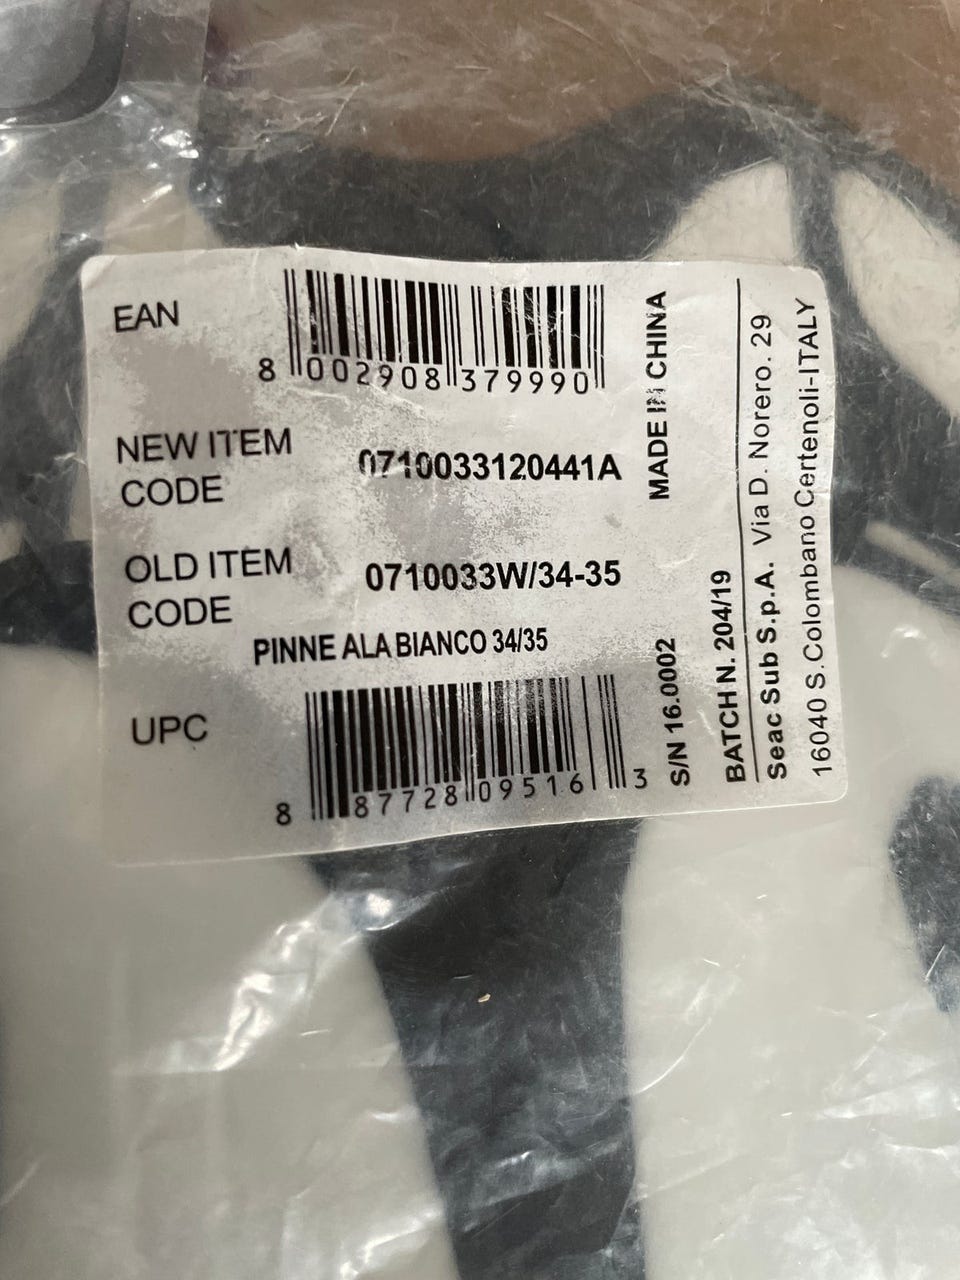 EAN
8 002908 379990
NEW ITEM
CODE
0710033120441A
OLD ITEM
CODE
0710033W/34-35
PINNE ALA BIANCO 34/35
UPC
8 87728 09516 3
MADE IN CHINA
S/N 16.0002
BATCH N. 204/19
Seac Sub S.p.A. Via D. Norero. 29
16040 S.Colombano Certenoli-ITALY